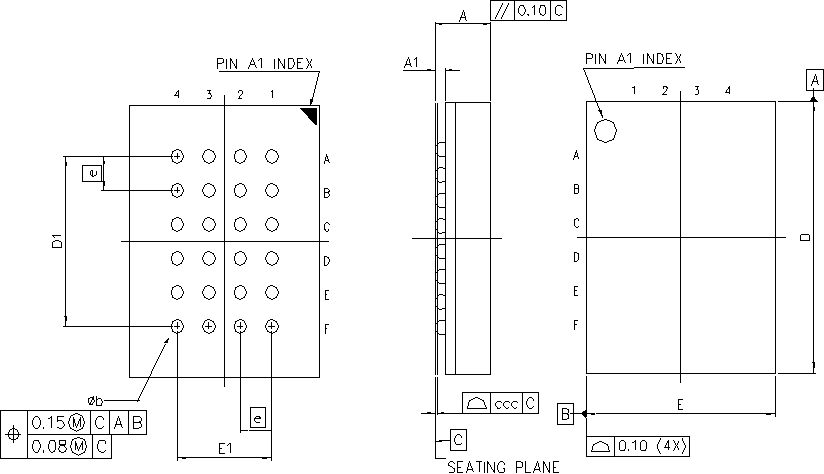 A
// 0.10 C
A1
PIN A1 INDEX
4 3 2 1
A
B
C
D
E
F
e
D1
øb
⌖ 0.15 Ⓜ C A B
0.08 Ⓜ C
e
E1
⌓ ccc C
C
SEATING PLANE
PIN A1 INDEX
1 2 3 4
A
A
B
C
D
E
F
D
B
E
⌓ 0.10 (4X)